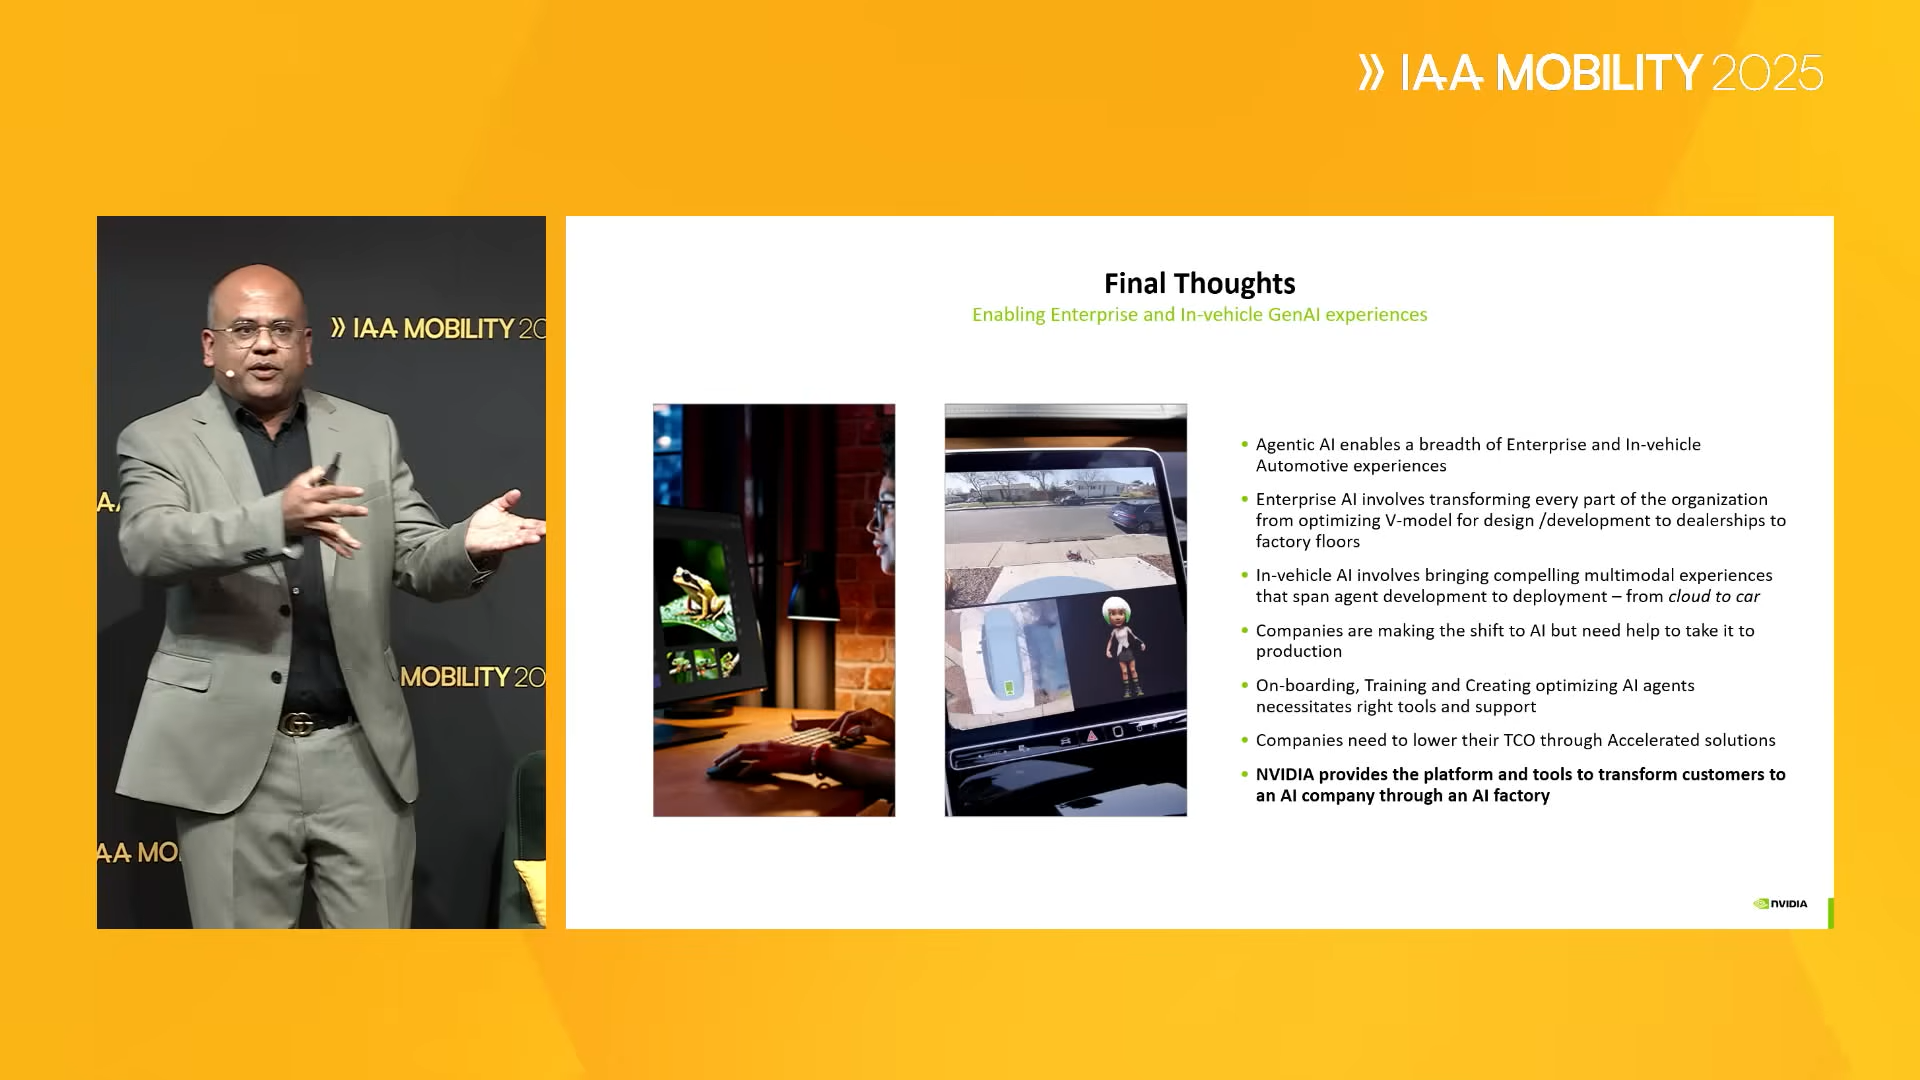 » IAA MOBILITY 2025
» IAA MOBILITY 20
MOBILITY 20
Final Thoughts
Enabling Enterprise and In-vehicle GenAI experiences
• Agentic AI enables a breadth of Enterprise and In-vehicle
Automotive experiences
• Enterprise AI involves transforming every part of the organization
from optimizing V-model for design /development to dealerships to
factory floors
• In-vehicle AI involves bringing compelling multimodal experiences
that span agent development to deployment – from cloud to car
• Companies are making the shift to AI but need help to take it to
production
• On-boarding, Training and Creating optimizing AI agents
necessitates right tools and support
• Companies need to lower their TCO through Accelerated solutions
• NVIDIA provides the platform and tools to transform customers to
an AI company through an AI factory
NVIDIA